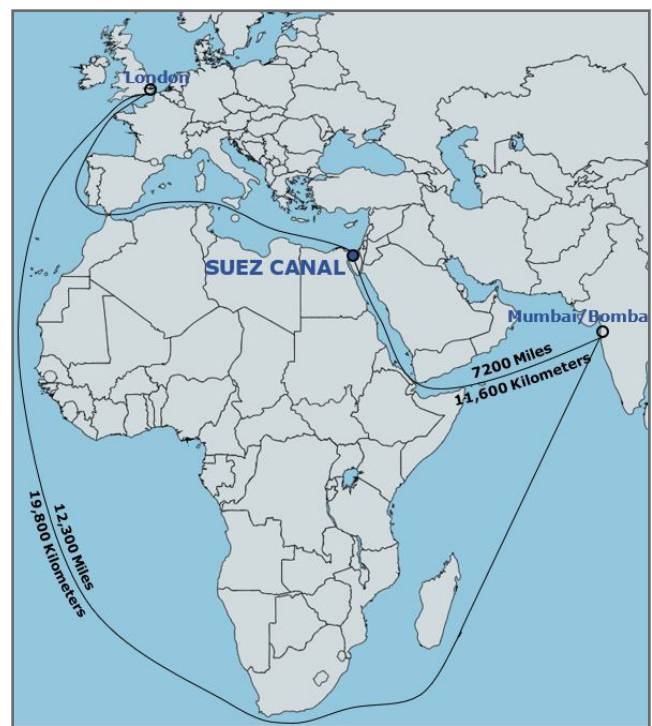 London
SUEZ CANAL
Mumbai/Bomba
7200 Miles
11,600 Kilometers
12,300 Miles
19,800 Kilometers